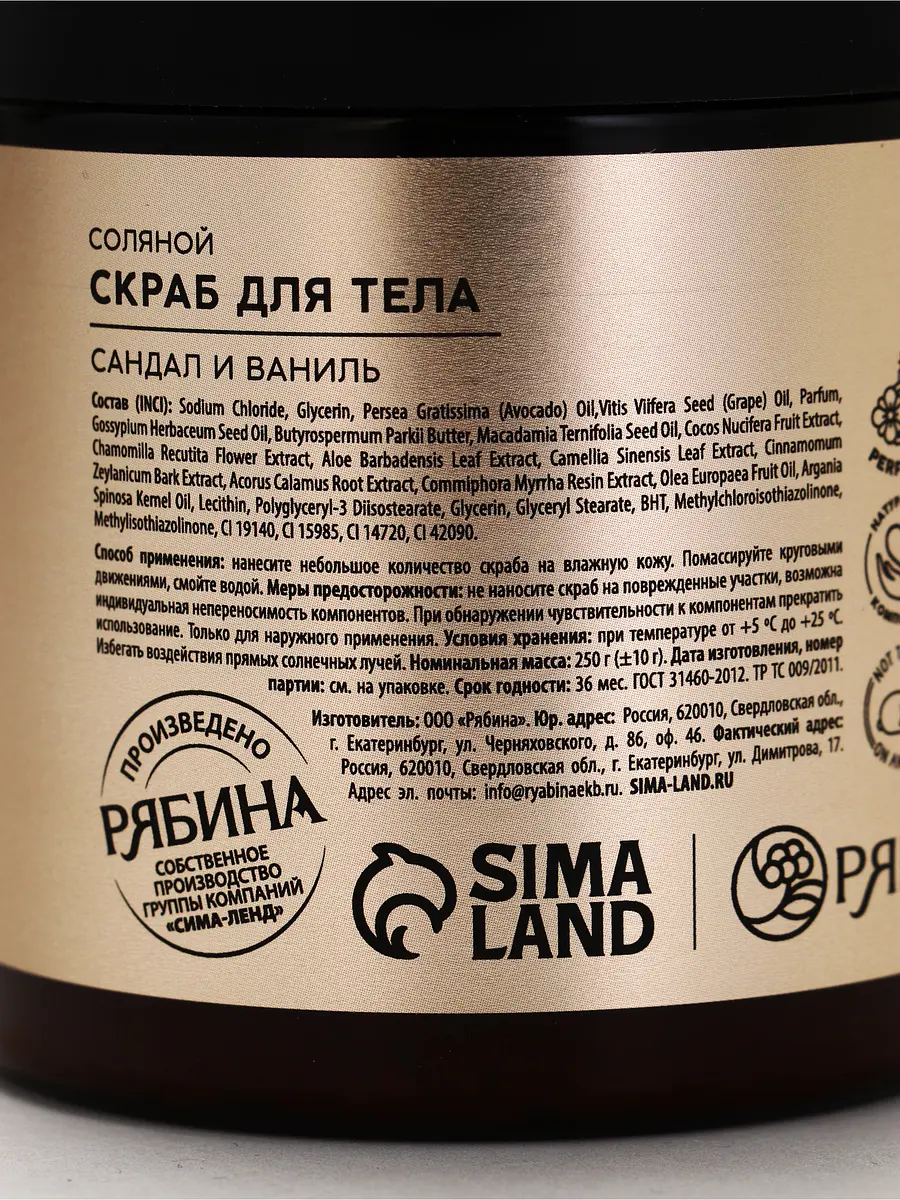 СОЛЯНОЙ
СКРАБ ДЛЯ ТЕЛА
САНДАЛ И ВАНИЛЬ
Состав (INCI): Sodium Chloride, Glycerin, Persea Gratissima (Avocado) Oil,Vitis Viifera Seed (Grape) Oil, Parfum,
Gossypium Herbaceum Seed Oil, Butyrospermum Parkii Butter, Macadamia Ternifolia Seed Oil, Cocos Nucifera Fruit Extract,
Chamomilla Recutita Flower Extract, Aloe Barbadensis Leaf Extract, Camellia Sinensis Leaf Extract, Cinnamomum
Zeylanicum Bark Extract, Acorus Calamus Root Extract, Commiphora Myrrha Resin Extract, Olea Europaea Fruit Oil, Argania
Spinosa Kernel Oil, Lecithin, Polyglyceryl-3 Diisostearate, Glycerin, Glyceryl Stearate, BHT, Methylchloroisothiazolinone,
Methylisothiazolinone, CI 19140, CI 15985, CI 14720, CI 42090.
Способ применения: нанесите небольшое количество скраба на влажную кожу. Помассируйте круговыми
движениями, смойте водой. Меры предосторожности: не наносите скраб на поврежденные участки, возможна
индивидуальная непереносимость компонентов. При обнаружении чувствительности к компонентам прекратить
использование. Только для наружного применения. Условия хранения: при температуре от +5 °С до +25 °С.
Избегать воздействия прямых солнечных лучей. Номинальная масса: 250 г (±10 г). Дата изготовления, номер
партии: см. на упаковке. Срок годности: 36 мес. ГОСТ 31460-2012. ТР ТС 009/2011.
Изготовитель: ООО «Рябина». Юр. адрес: Россия, 620010, Свердловская обл.,
г. Екатеринбург, ул. Черняховского, д. 86, оф. 46. Фактический адрес:
Россия, 620010, Свердловская обл., г. Екатеринбург, ул. Димитрова, 17.
Адрес эл. почты: info@ryabinaekb.ru. SIMA-LAND.RU
ПРОИЗВЕДЕНО
РЯБИНА
СОБСТВЕННОЕ
ПРОИЗВОДСТВО
ГРУППЫ КОМПАНИЙ
«СИМА-ЛЕНД»
SIMA
LAND
РЯ
PERF
НАТУР
КОМ
NOT T
ON A